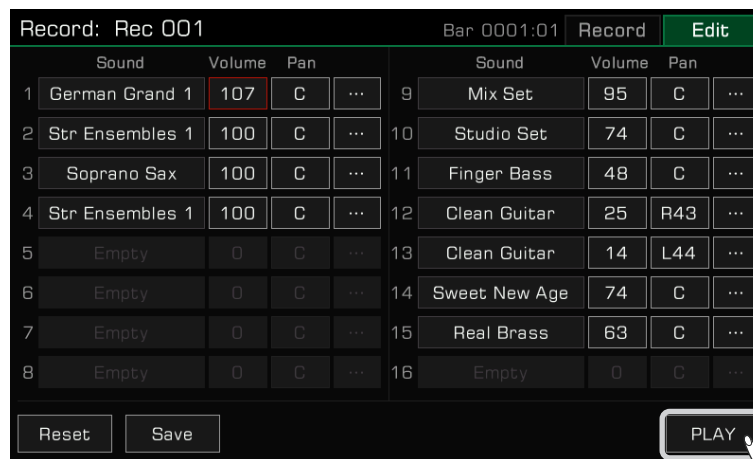 Record: Rec 001 Bar 0001:01 Record Edit
Sound Volume Pan Sound Volume Pan
1 German Grand 1 107 C ... 9 Mix Set 95 C ...
2 Str Ensembles 1 100 C ... 10 Studio Set 74 C ...
3 Soprano Sax 100 C ... 11 Finger Bass 48 C ...
4 Str Ensembles 1 100 C ... 12 Clean Guitar 25 R43 ...
5 Empty 0 C ... 13 Clean Guitar 14 L44 ...
6 Empty 0 C ... 14 Sweet New Age 74 C ...
7 Empty 0 C ... 15 Real Brass 63 C ...
8 Empty 0 C ... 16 Empty 0 C ...
Reset Save PLAY